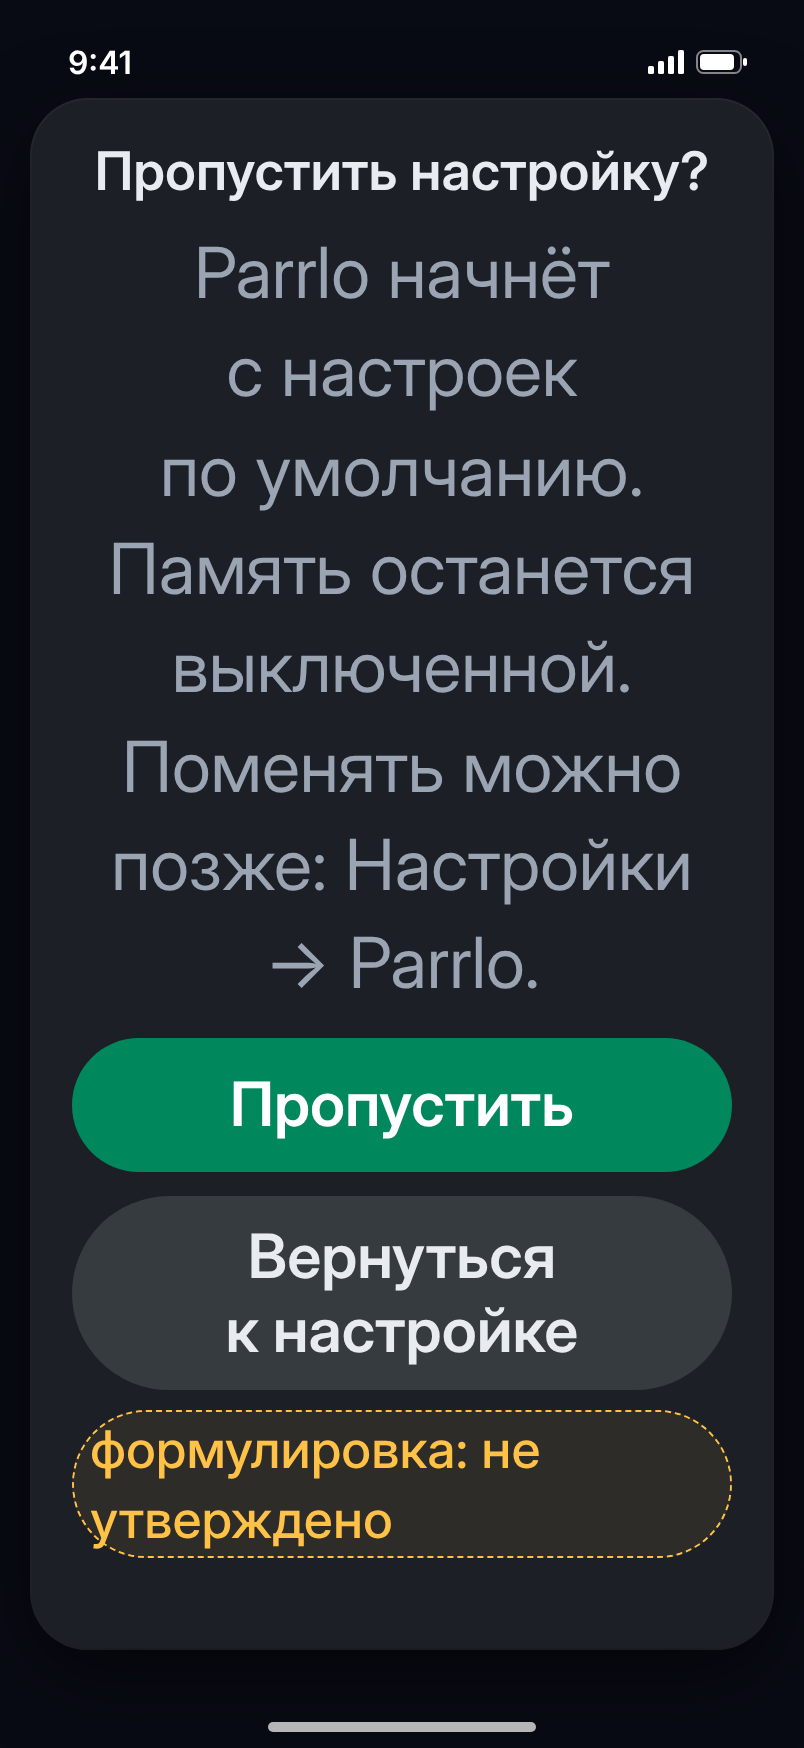 9:41
Пропустить настройку?
Parrlo начнёт
с настроек
по умолчанию.
Память останется
выключенной.
Поменять можно
позже: Настройки
→ Parrlo.
Пропустить
Вернуться
к настройке
формулировка: не
утверждено